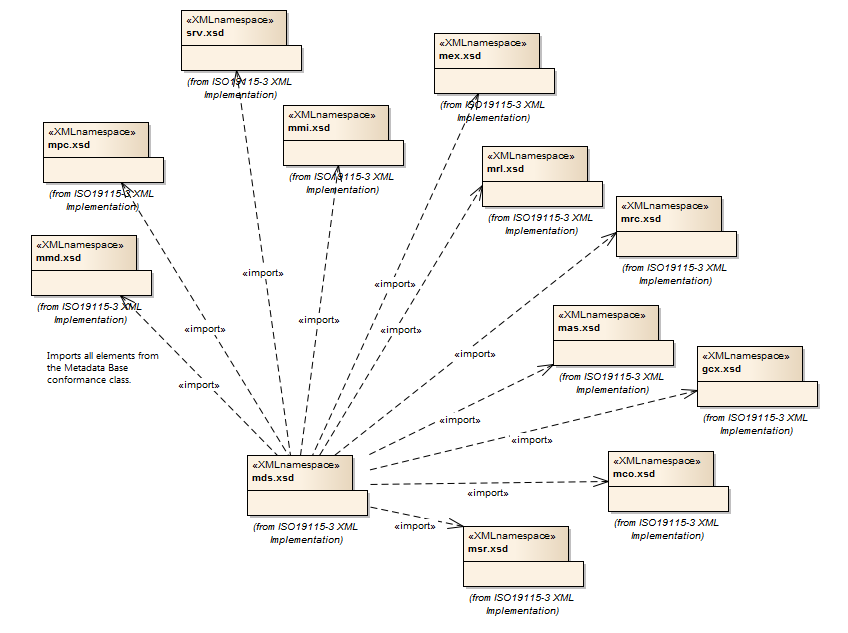 «XMLnamespace»
srv.xsd
(from ISO19115-3 XML
Implementation)
«XMLnamespace»
mex.xsd
(from ISO19115-3 XML
Implementation)
«XMLnamespace»
mmi.xsd
(from ISO19115-3 XML
Implementation)
«XMLnamespace»
mpc.xsd
(from ISO19115-3 XML
Implementation)
«XMLnamespace»
mrl.xsd
(from ISO19115-3 XML
Implementation)
«XMLnamespace»
mrc.xsd
(from ISO19115-3 XML
Implementation)
«XMLnamespace»
mmd.xsd
(from ISO19115-3 XML
Implementation)
«import»
«import»
«import»
«import»
«import»
«XMLnamespace»
mas.xsd
(from ISO19115-3 XML
Implementation)
Imports all elements from
the Metadata Base
conformance class.
«import»
«import»
«XMLnamespace»
gcx.xsd
(from ISO19115-3 XML
Implementation)
«import»
«import»
«XMLnamespace»
mds.xsd
(from ISO19115-3 XML
Implementation)
«XMLnamespace»
mco.xsd
(from ISO19115-3 XML
Implementation)
«import»
«import»
«XMLnamespace»
msr.xsd
(from ISO19115-3 XML
Implementation)